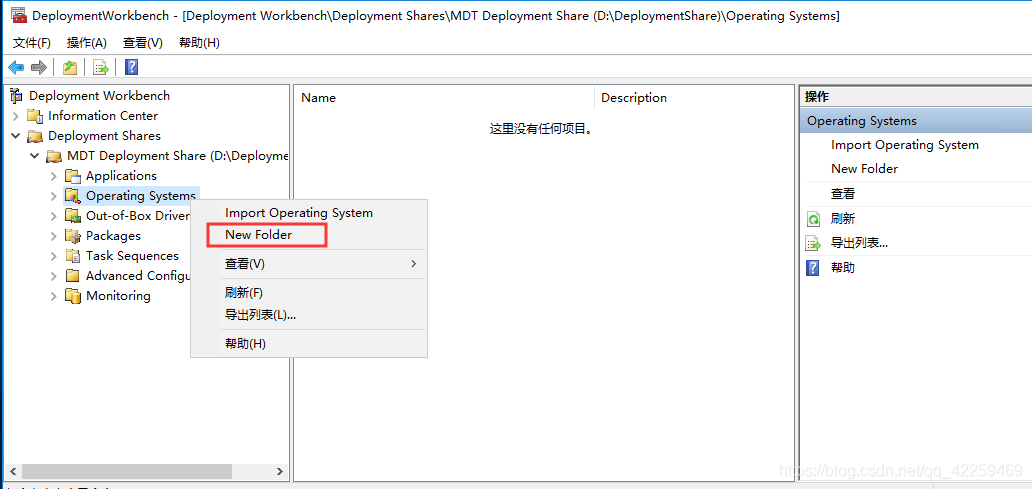 DeploymentWorkbench - [Deployment Workbench\Deployment Shares\MDT Deployment Share (D:\DeploymentShare)\Operating Systems]
文件(F) 操作(A) 查看(V) 帮助(H)
Deployment Workbench
Information Center
Deployment Shares
MDT Deployment Share (D:\Deployme
Applications
Operating Systems
Out-of-Box Driver
Packages
Task Sequences
Advanced Configu
Monitoring
Import Operating System
New Folder
查看(V)
刷新(F)
导出列表(L)...
帮助(H)
Name Description
这里没有任何项目。
操作
Operating Systems
Import Operating System
New Folder
查看
刷新
导出列表...
帮助
https://blog.csdn.net/qq_42259469